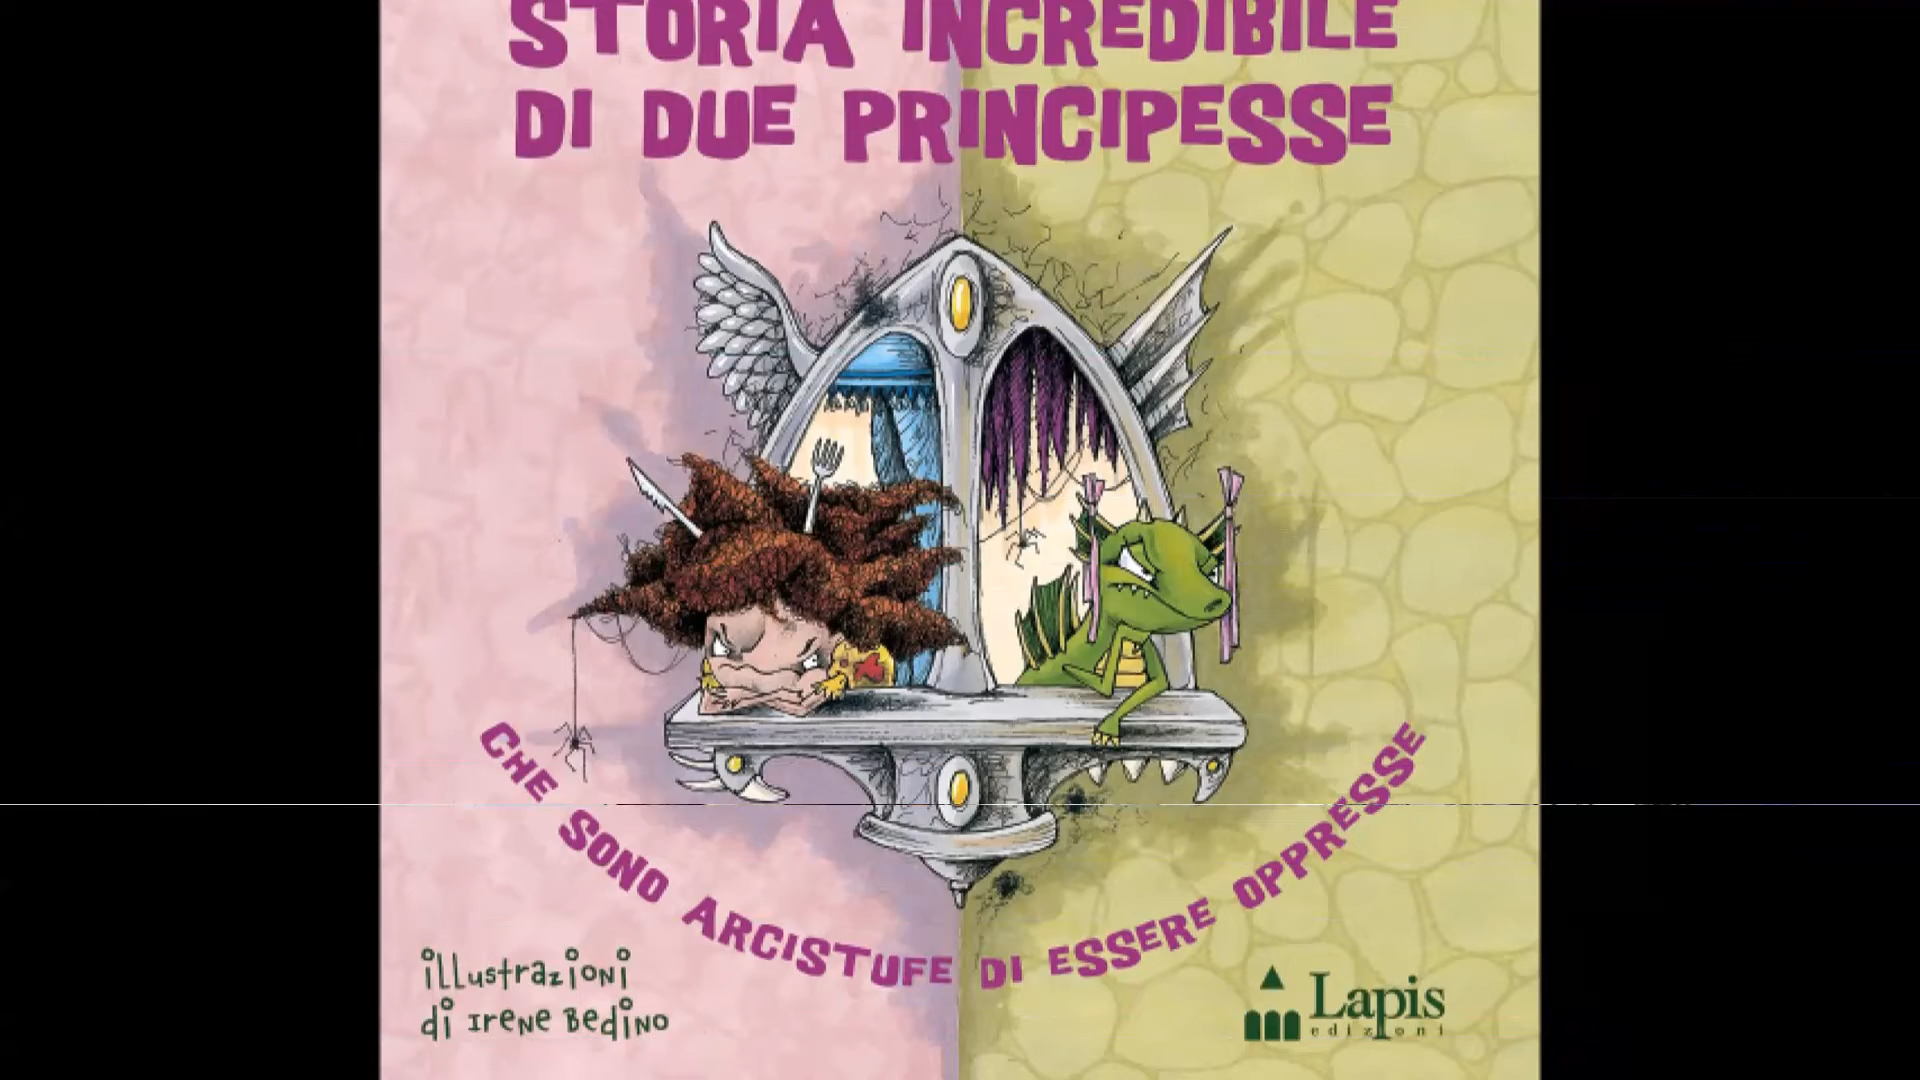 STORIA INCREDIBILE
DI DUE PRINCIPESSE
CHE SONO ARCISTUFE DI ESSERE OPPRESSE
illustrazioni
di Irene Bedino
Lapis
edizioni